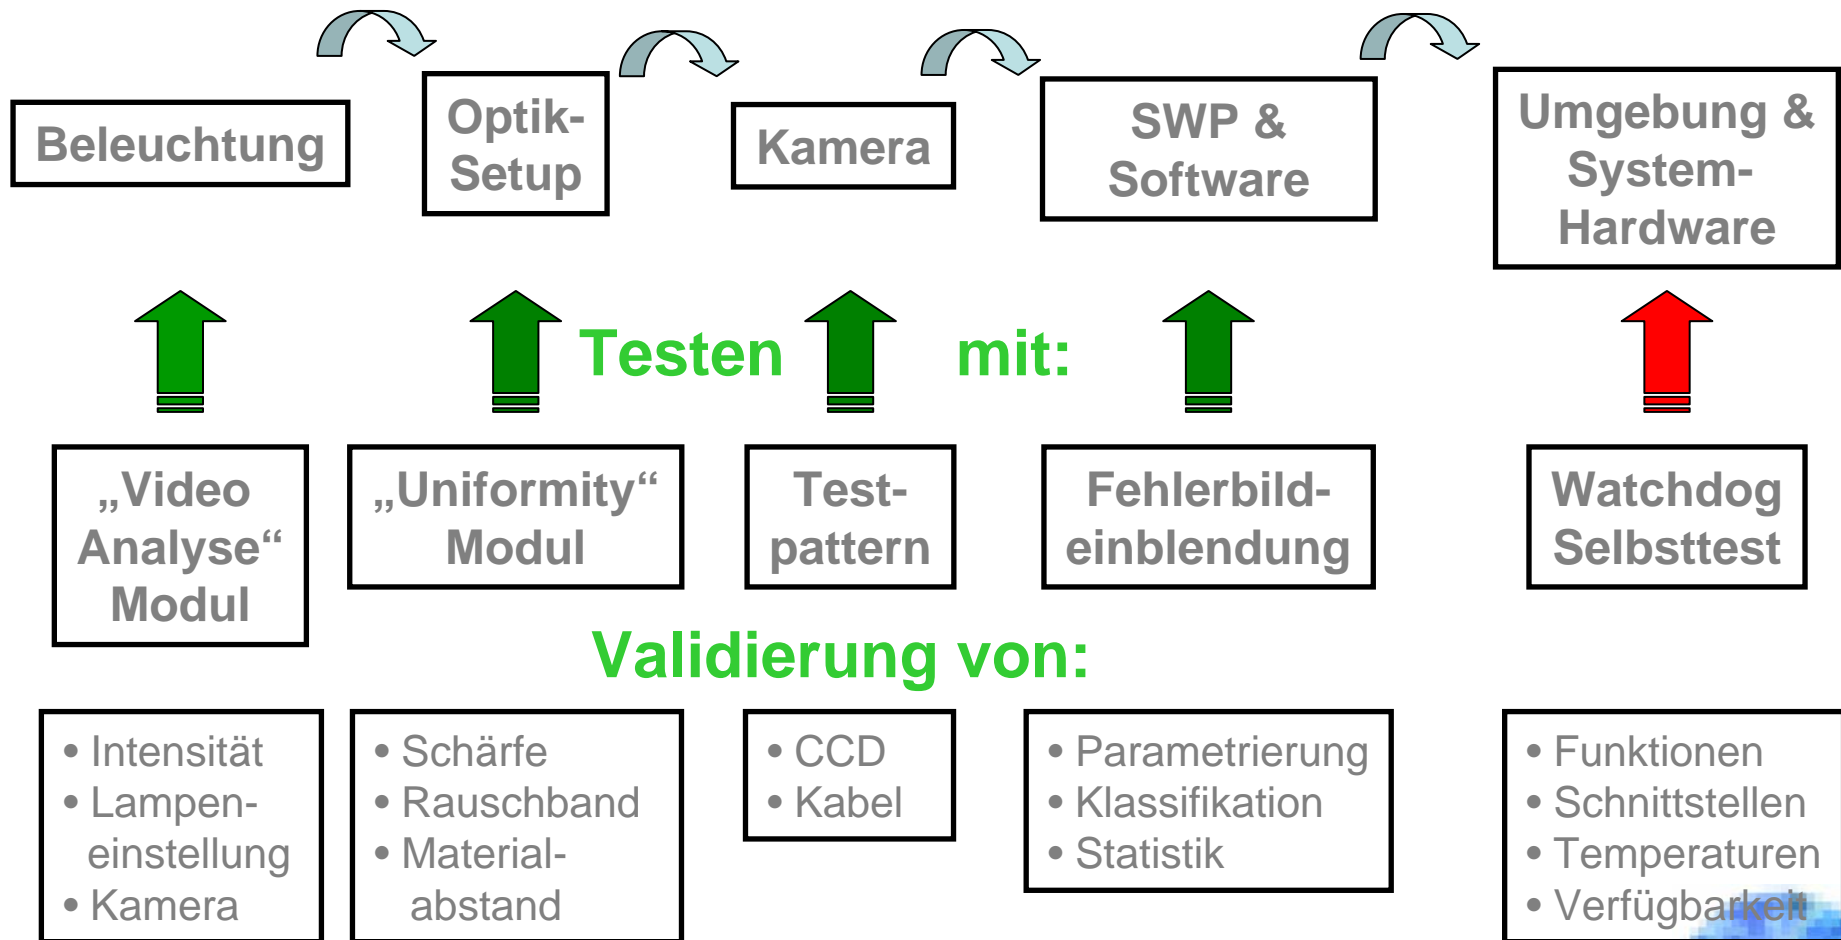 Beleuchtung
Optik-
Setup
Kamera
SWP &
Software
Umgebung &
System-
Hardware
Testen mit:
„Video
Analyse“
Modul
„Uniformity“
Modul
Test-
pattern
Fehlerbild-
einblendung
Watchdog
Selbsttest
Validierung von:
• Intensität
• Lampen-
einstellung
• Kamera
• Schärfe
• Rauschband
• Material-
abstand
• CCD
• Kabel
• Parametrierung
• Klassifikation
• Statistik
• Funktionen
• Schnittstellen
• Temperaturen
• Verfügbarkeit